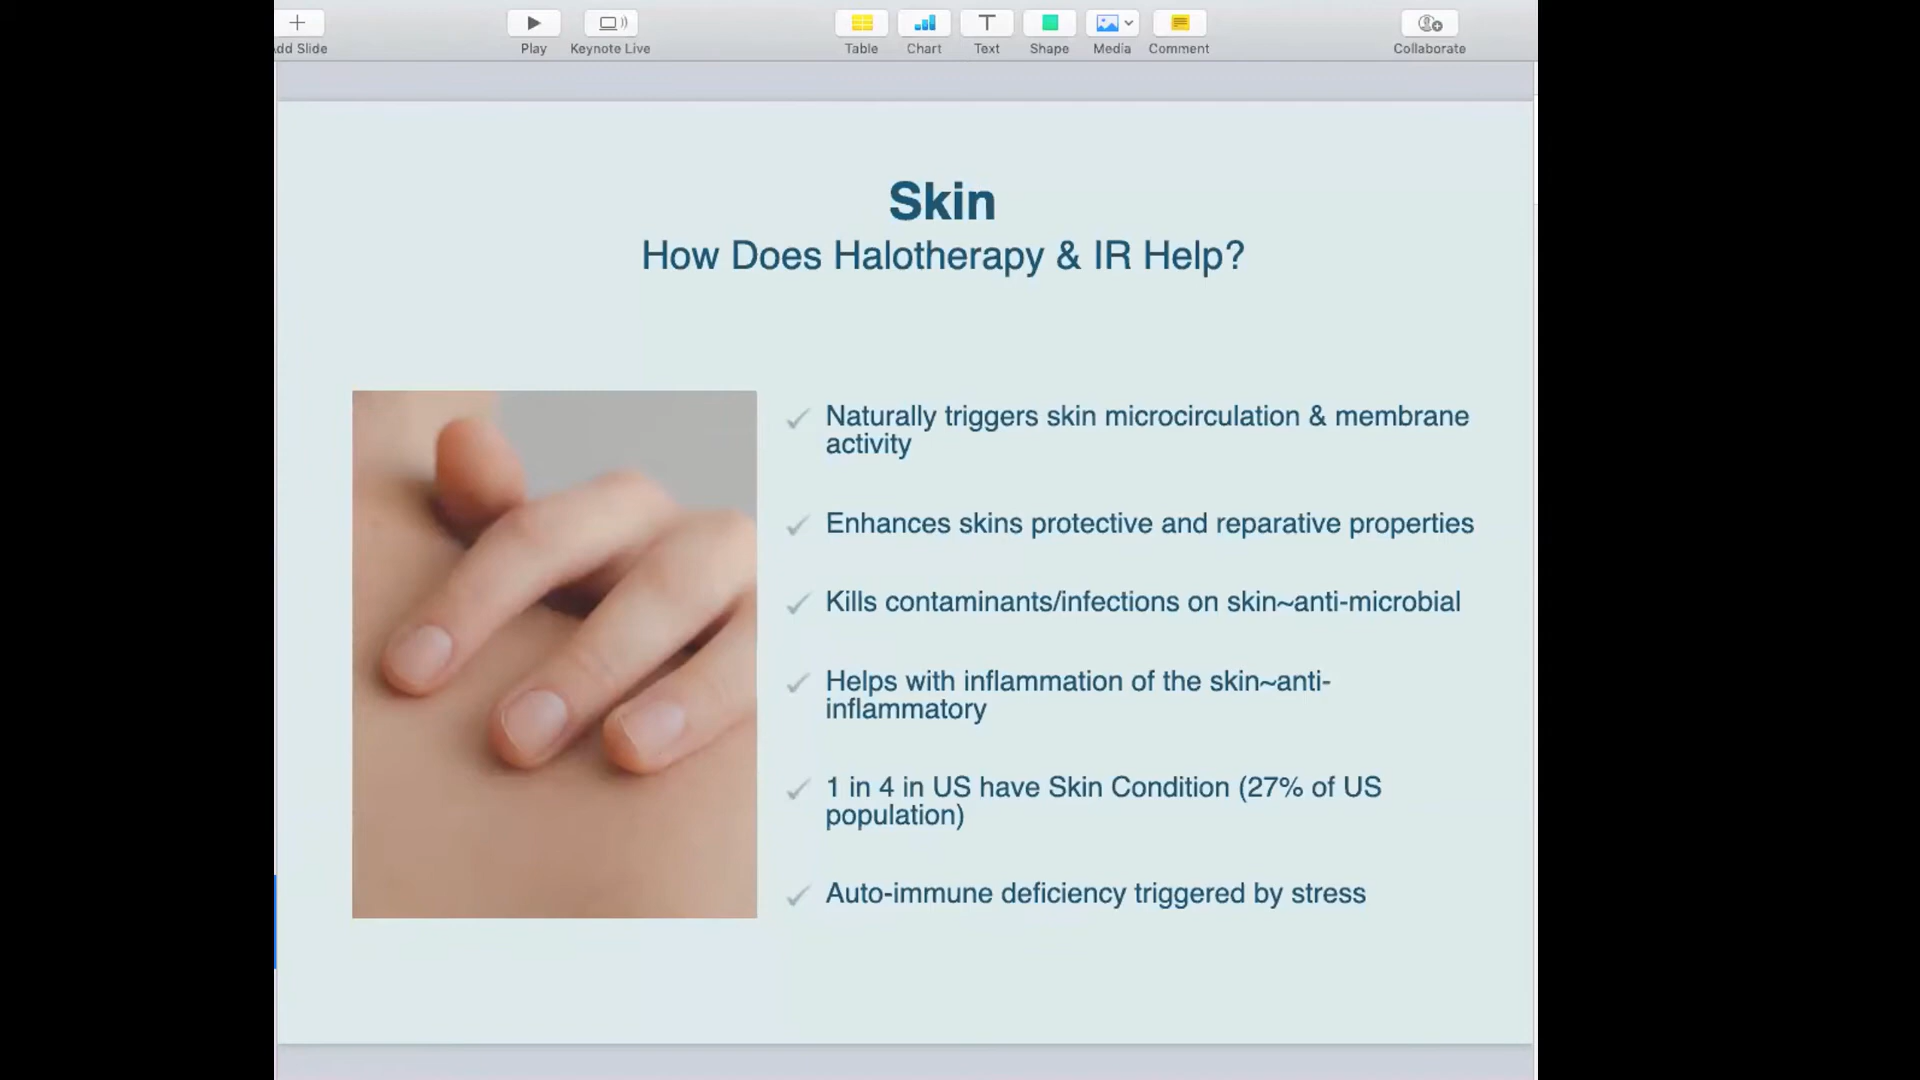 Add Slide
Play
Keynote Live
Table
Chart
Text
Shape
Media
Comment
Collaborate
Skin
How Does Halotherapy & IR Help?
Naturally triggers skin microcirculation & membrane
activity
Enhances skins protective and reparative properties
Kills contaminants/infections on skin~anti-microbial
Helps with inflammation of the skin~anti-
inflammatory
1 in 4 in US have Skin Condition (27% of US
population)
Auto-immune deficiency triggered by stress